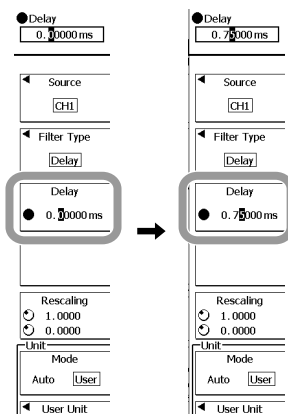 Delay
0.00000 ms
Source
CH1
Filter Type
Delay
Delay
0.00000 ms
Rescaling
1.0000
0.0000
Unit
Mode
Auto User
User Unit
Delay
0.75000 ms
Source
CH1
Filter Type
Delay
Delay
0.75000 ms
Rescaling
1.0000
0.0000
Unit
Mode
Auto User
User Unit